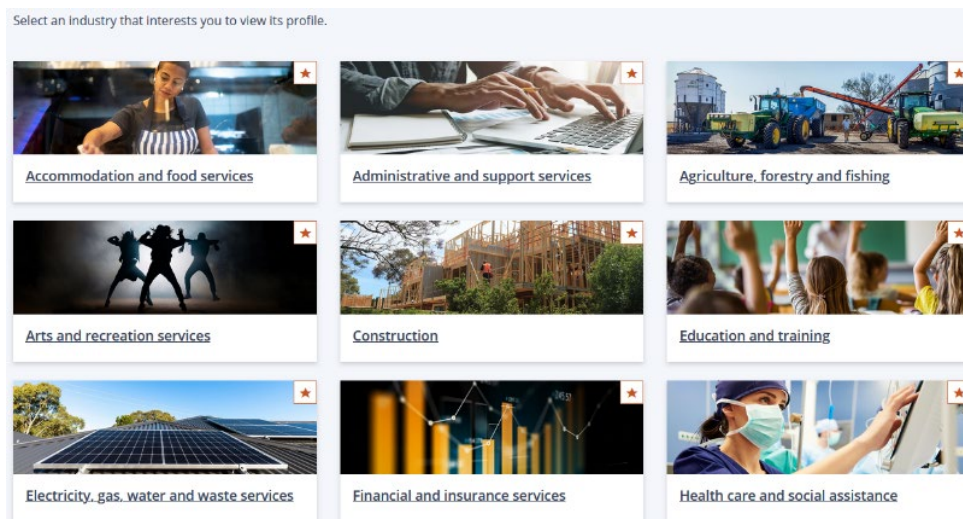 Select an industry that interests you to view its profile.
Accommodation and food services
Administrative and support services
Agriculture, forestry and fishing
Arts and recreation services
Construction
Education and training
Electricity, gas, water and waste services
Financial and insurance services
Health care and social assistance